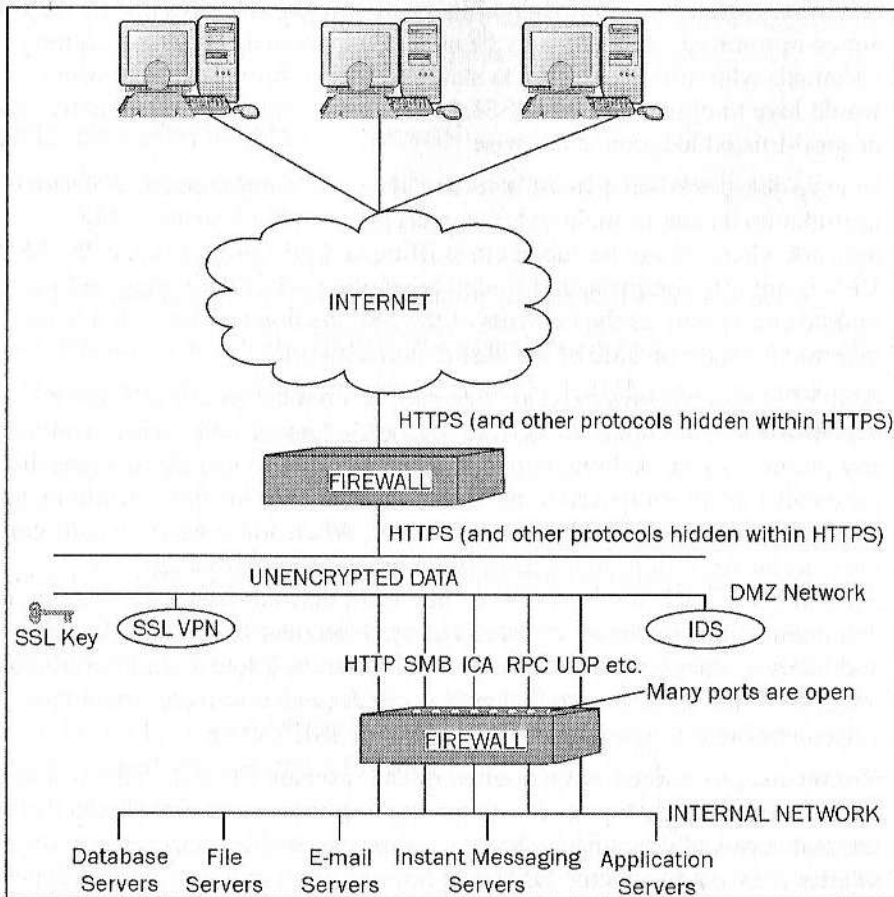 INTERNET
HTTPS (and other protocols hidden within HTTPS)
FIREWALL
HTTPS (and other protocols hidden within HTTPS)
UNENCRYPTED DATA
DMZ Network
SSL Key
SSL VPN
IDS
HTTP SMB ICA RPC UDP etc.
Many ports are open
FIREWALL
INTERNAL NETWORK
Database Servers
File Servers
E-mail Servers
Instant Messaging Servers
Application Servers